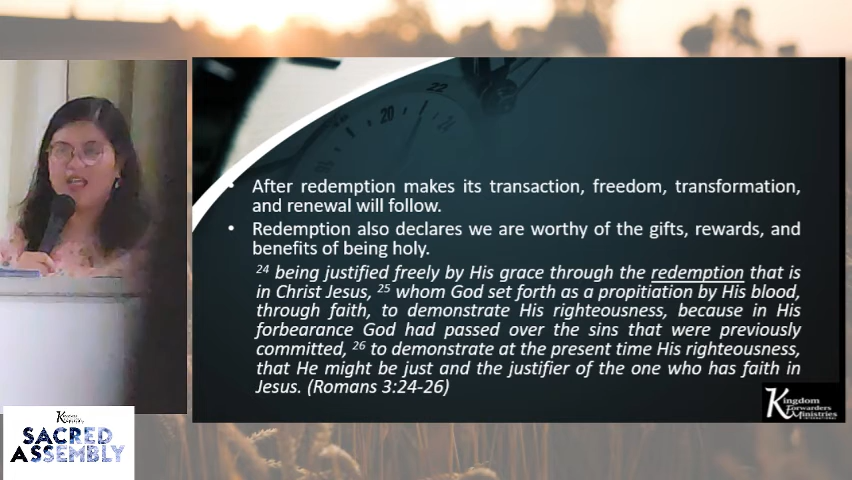 22
20
24
• After redemption makes its transaction, freedom, transformation,
and renewal will follow.
• Redemption also declares we are worthy of the gifts, rewards, and
benefits of being holy.
24 being justified freely by His grace through the redemption that is
in Christ Jesus, 25 whom God set forth as a propitiation by His blood,
through faith, to demonstrate His righteousness, because in His
forbearance God had passed over the sins that were previously
committed, 26 to demonstrate at the present time His righteousness,
that He might be just and the justifier of the one who has faith in
Jesus. (Romans 3:24-26)
Kingdom
Forwarders
Ministries
INTERNATIONAL
SACRED
ASSEMBLY